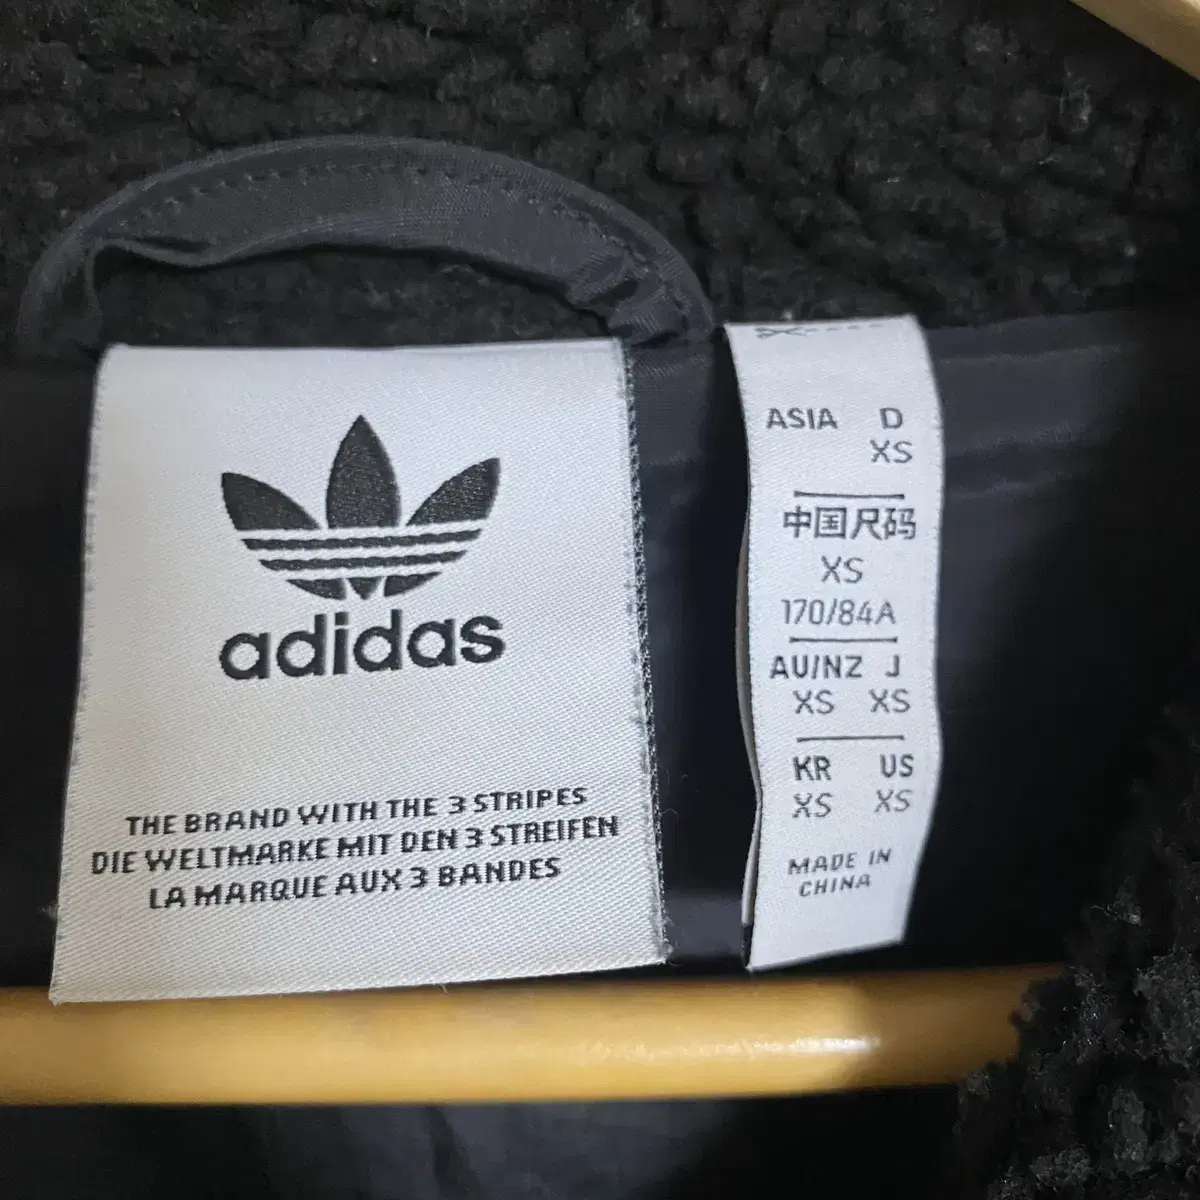 adidas
THE BRAND WITH THE 3 STRIPES
DIE WELTMARKE MIT DEN 3 STREIFEN
LA MARQUE AUX 3 BANDES
ASIA D
XS
中国尺码
XS
170/84A
AU/NZ J
XS XS
KR US
XS XS
MADE IN
CHINA